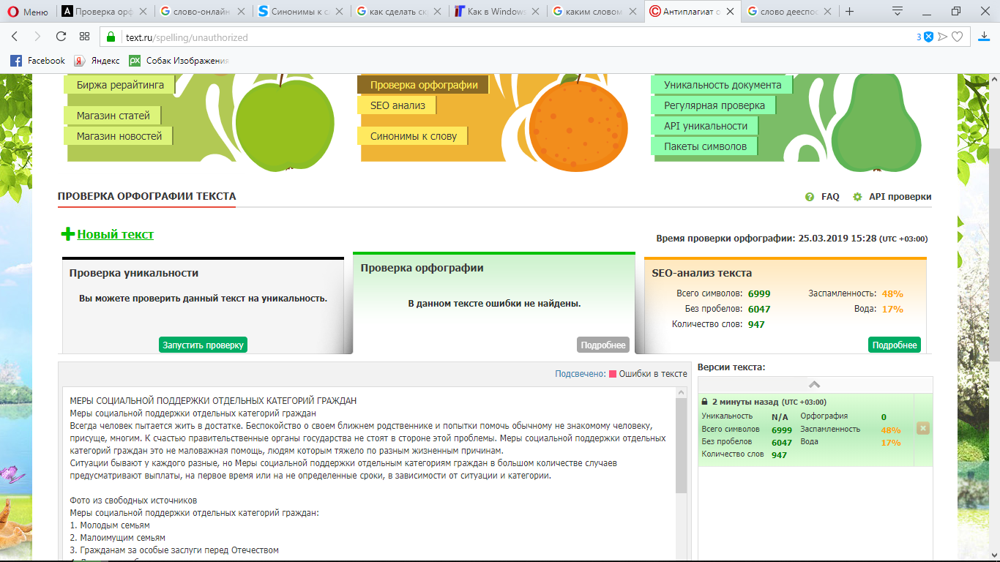 Меню
Проверка орф
слово-онлайн
Синонимы к с
как сделать ск
Как в Windows
каким словом
Антиплагиат о
слово дееспос
text.ru/spelling/unauthorized
3
Facebook
Яндекс
Собак Изображения
Биржа рерайтинга
Магазин статей
Магазин новостей
Проверка орфографии
SEO анализ
Синонимы к слову
Уникальность документа
Регулярная проверка
API уникальности
Пакеты символов
ПРОВЕРКА ОРФОГРАФИИ ТЕКСТА
FAQ
API проверки
Новый текст
Время проверки орфографии: 25.03.2019 15:28 (UTC +03:00)
Проверка уникальности
Вы можете проверить данный текст на уникальность.
Запустить проверку
Проверка орфографии
В данном тексте ошибки не найдены.
Подробнее
SEO-анализ текста
Всего символов: 6999 Заспамленность: 48%
Без пробелов: 6047 Вода: 17%
Количество слов: 947
Подробнее
Подсвечено: Ошибки в тексте
МЕРЫ СОЦИАЛЬНОЙ ПОДДЕРЖКИ ОТДЕЛЬНЫХ КАТЕГОРИЙ ГРАЖДАН
Меры социальной поддержки отдельных категорий граждан
Всегда человек пытается жить в достатке. Беспокойство о своем ближнем родственнике и попытки помочь обычному не знакомому человеку,
присуще, многим. К счастью правительственные органы государства не стоят в стороне этой проблемы. Меры социальной поддержки отдельных
категорий граждан это не маловажная помощь, людям которым тяжело по разным жизненным причинам.
Ситуации бывают у каждого разные, но Меры социальной поддержки отдельным категориям граждан в большом количестве случаев
предусматривают выплаты, на первое время или на не определенные сроки, в зависимости от ситуации и категории.
Фото из свободных источников
Меры социальной поддержки отдельных категорий граждан:
1. Молодым семьям
2. Малоимущим семьям
3. Гражданам за особые заслуги перед Отечеством
Версии текста:
2 минуты назад (UTC +03:00)
Уникальность N/A Орфография 0
Всего символов 6999 Заспамленность 48%
Без пробелов 6047 Вода 17%
Количество слов 947